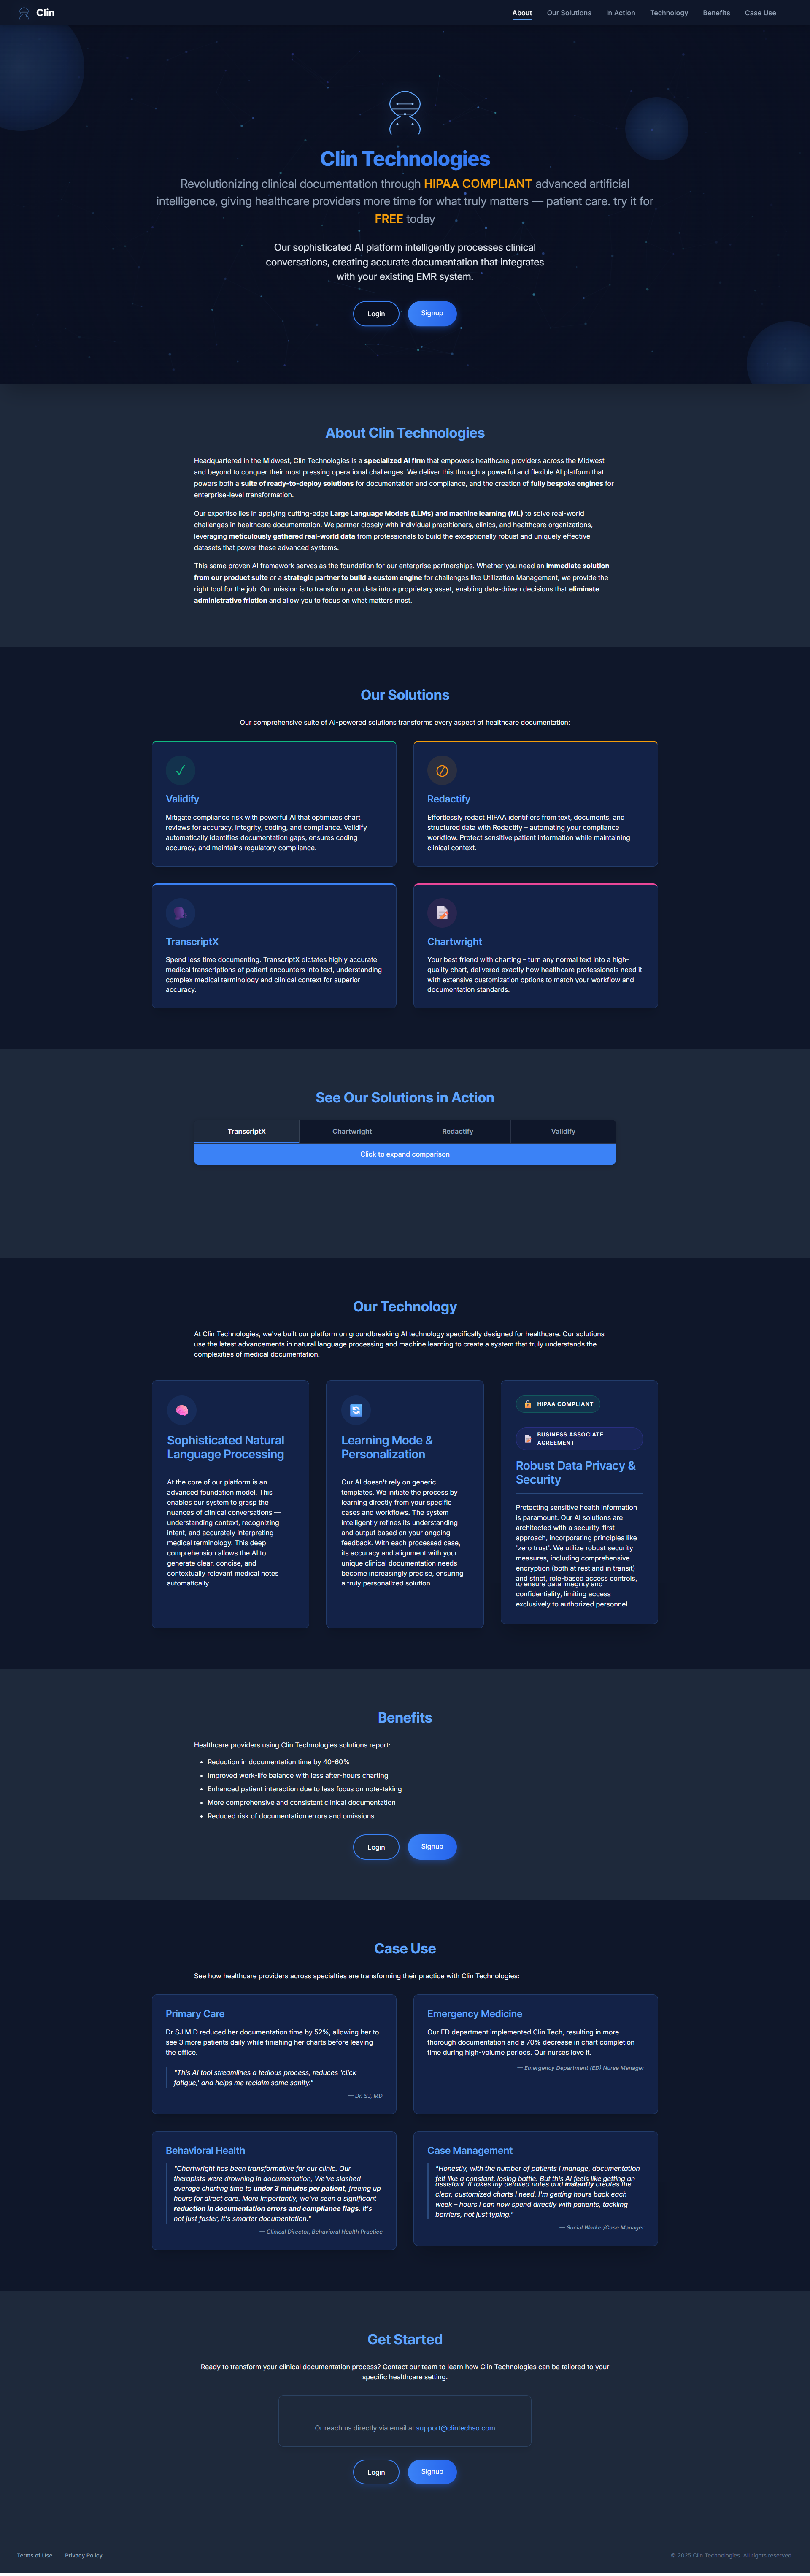 Clin
About
Our Solutions
In Action
Technology
Benefits
Case Use
Clin Technologies
Revolutionizing clinical documentation through HIPAA COMPLIANT advanced artificial
intelligence, giving healthcare providers more time for what truly matters — patient care. try it for
FREE today
Our sophisticated AI platform intelligently processes clinical
conversations, creating accurate documentation that integrates
with your existing EMR system.
Login
Signup
About Clin Technologies
Headquartered in the Midwest, Clin Technologies is a specialized AI firm that empowers healthcare providers across the Midwest
and beyond to conquer their most pressing operational challenges. We deliver this through a powerful and flexible AI platform that
powers both a suite of ready-to-deploy solutions for documentation and compliance, and the creation of fully bespoke engines for
enterprise-level transformation.
Our expertise lies in applying cutting-edge Large Language Models (LLMs) and machine learning (ML) to solve real-world
challenges in healthcare documentation. We partner closely with individual practitioners, clinics, and healthcare organizations,
leveraging meticulously gathered real-world data from professionals to build the exceptionally robust and uniquely effective
datasets that power these advanced systems.
This same proven AI framework serves as the foundation for our enterprise partnerships. Whether you need an immediate solution
from our product suite or a strategic partner to build a custom engine for challenges like Utilization Management, we provide the
right tool for the job. Our mission is to transform your data into a proprietary asset, enabling data-driven decisions that eliminate
administrative friction and allow you to focus on what matters most.
Our Solutions
Our comprehensive suite of AI-powered solutions transforms every aspect of healthcare documentation:
Validify
Mitigate compliance risk with powerful AI that optimizes chart
reviews for accuracy, integrity, coding, and compliance. Validify
automatically identifies documentation gaps, ensures coding
accuracy, and maintains regulatory compliance.
Redactify
Effortlessly redact HIPAA identifiers from text, documents, and
structured data with Redactify – automating your compliance
workflow. Protect sensitive patient information while maintaining
clinical context.
TranscriptX
Spend less time documenting. TranscriptX dictates highly accurate
medical transcriptions of patient encounters into text, understanding
complex medical terminology and clinical context for superior
accuracy.
Chartwright
Your best friend with charting – turn any normal text into a high-
quality chart, delivered exactly how healthcare professionals need it
with extensive customization options to match your workflow and
documentation standards.
See Our Solutions in Action
TranscriptX
Chartwright
Redactify
Validify
Click to expand comparison
Our Technology
At Clin Technologies, we've built our platform on groundbreaking AI technology specifically designed for healthcare. Our solutions
use the latest advancements in natural language processing and machine learning to create a system that truly understands the
complexities of medical documentation.
Sophisticated Natural
Language Processing
At the core of our platform is an
advanced foundation model. This
enables our system to grasp the
nuances of clinical conversations —
understanding context, recognizing
intent, and accurately interpreting
medical terminology. This deep
comprehension allows the AI to
generate clear, concise, and
contextually relevant medical notes
automatically.
Learning Mode &
Personalization
Our AI doesn't rely on generic
templates. We initiate the process by
learning directly from your specific
cases and workflows. The system
intelligently refines its understanding
and output based on your ongoing
feedback. With each processed case,
its accuracy and alignment with your
unique clinical documentation needs
become increasingly precise, ensuring
a truly personalized solution.
HIPAA COMPLIANT
BUSINESS ASSOCIATE
AGREEMENT
Robust Data Privacy &
Security
Protecting sensitive health information
is paramount. Our AI solutions are
architected with a security-first
approach, incorporating principles like
'zero trust'. We utilize robust security
measures, including comprehensive
encryption (both at rest and in transit)
and strict, role-based access controls,
to ensure data integrity and
confidentiality, limiting access
exclusively to authorized personnel.
Benefits
Healthcare providers using Clin Technologies solutions report:
• Reduction in documentation time by 40-60%
• Improved work-life balance with less after-hours charting
• Enhanced patient interaction due to less focus on note-taking
• More comprehensive and consistent clinical documentation
• Reduced risk of documentation errors and omissions
Login
Signup
Case Use
See how healthcare providers across specialties are transforming their practice with Clin Technologies:
Primary Care
Dr SJ M.D reduced her documentation time by 52%, allowing her to
see 3 more patients daily while finishing her charts before leaving
the office.
"This AI tool streamlines a tedious process, reduces 'click
fatigue,' and helps me reclaim some sanity."
— Dr. SJ, MD
Emergency Medicine
Our ED department implemented Clin Tech, resulting in more
thorough documentation and a 70% decrease in chart completion
time during high-volume periods. Our nurses love it.
— Emergency Department (ED) Nurse Manager
Behavioral Health
"Chartwright has been transformative for our clinic. Our
therapists were drowning in documentation; We've slashed
average charting time to under 3 minutes per patient, freeing up
hours for direct care. More importantly, we've seen a significant
reduction in documentation errors and compliance flags. It's
not just faster; it's smarter documentation."
— Clinical Director, Behavioral Health Practice
Case Management
"Honestly, with the number of patients I manage, documentation
felt like a constant, losing battle. But this AI feels like getting an
assistant. It takes my detailed notes and instantly creates the
clear, customized charts I need. I'm getting hours back each
week – hours I can now spend directly with patients, tackling
barriers, not just typing."
— Social Worker/Case Manager
Get Started
Ready to transform your clinical documentation process? Contact our team to learn how Clin Technologies can be tailored to your
specific healthcare setting.
Or reach us directly via email at support@clintechso.com
Login
Signup
Terms of Use
Privacy Policy
© 2025 Clin Technologies. All rights reserved.